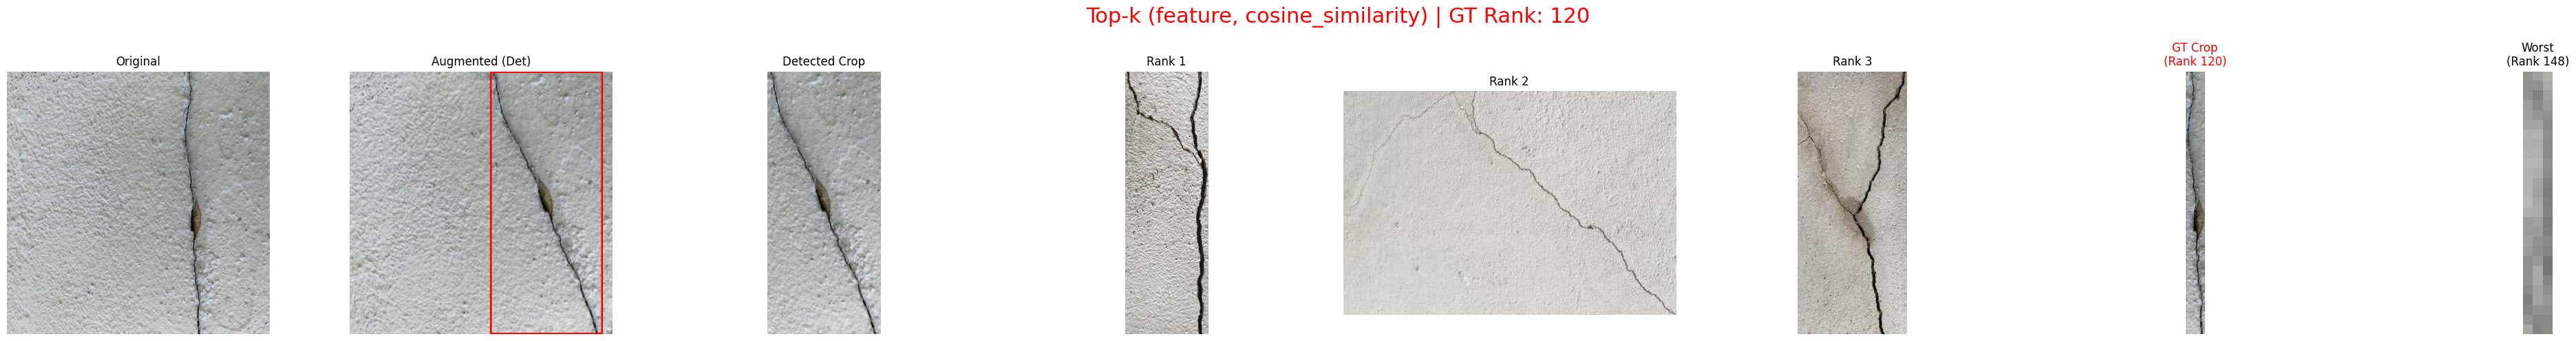 Top-k (feature, cosine_similarity) | GT Rank: 120
Original
Augmented (Det)
Detected Crop
Rank 1
Rank 2
Rank 3
GT Crop
(Rank 120)
Worst
(Rank 148)